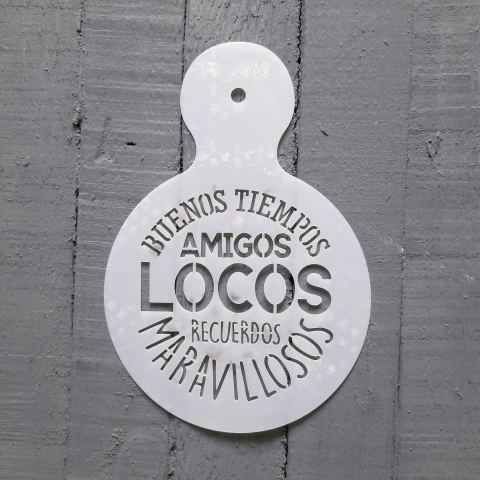 BUENOS TIEMPOS
AMIGOS
LOCOS
RECUERDOS
MARAVILLOSOS